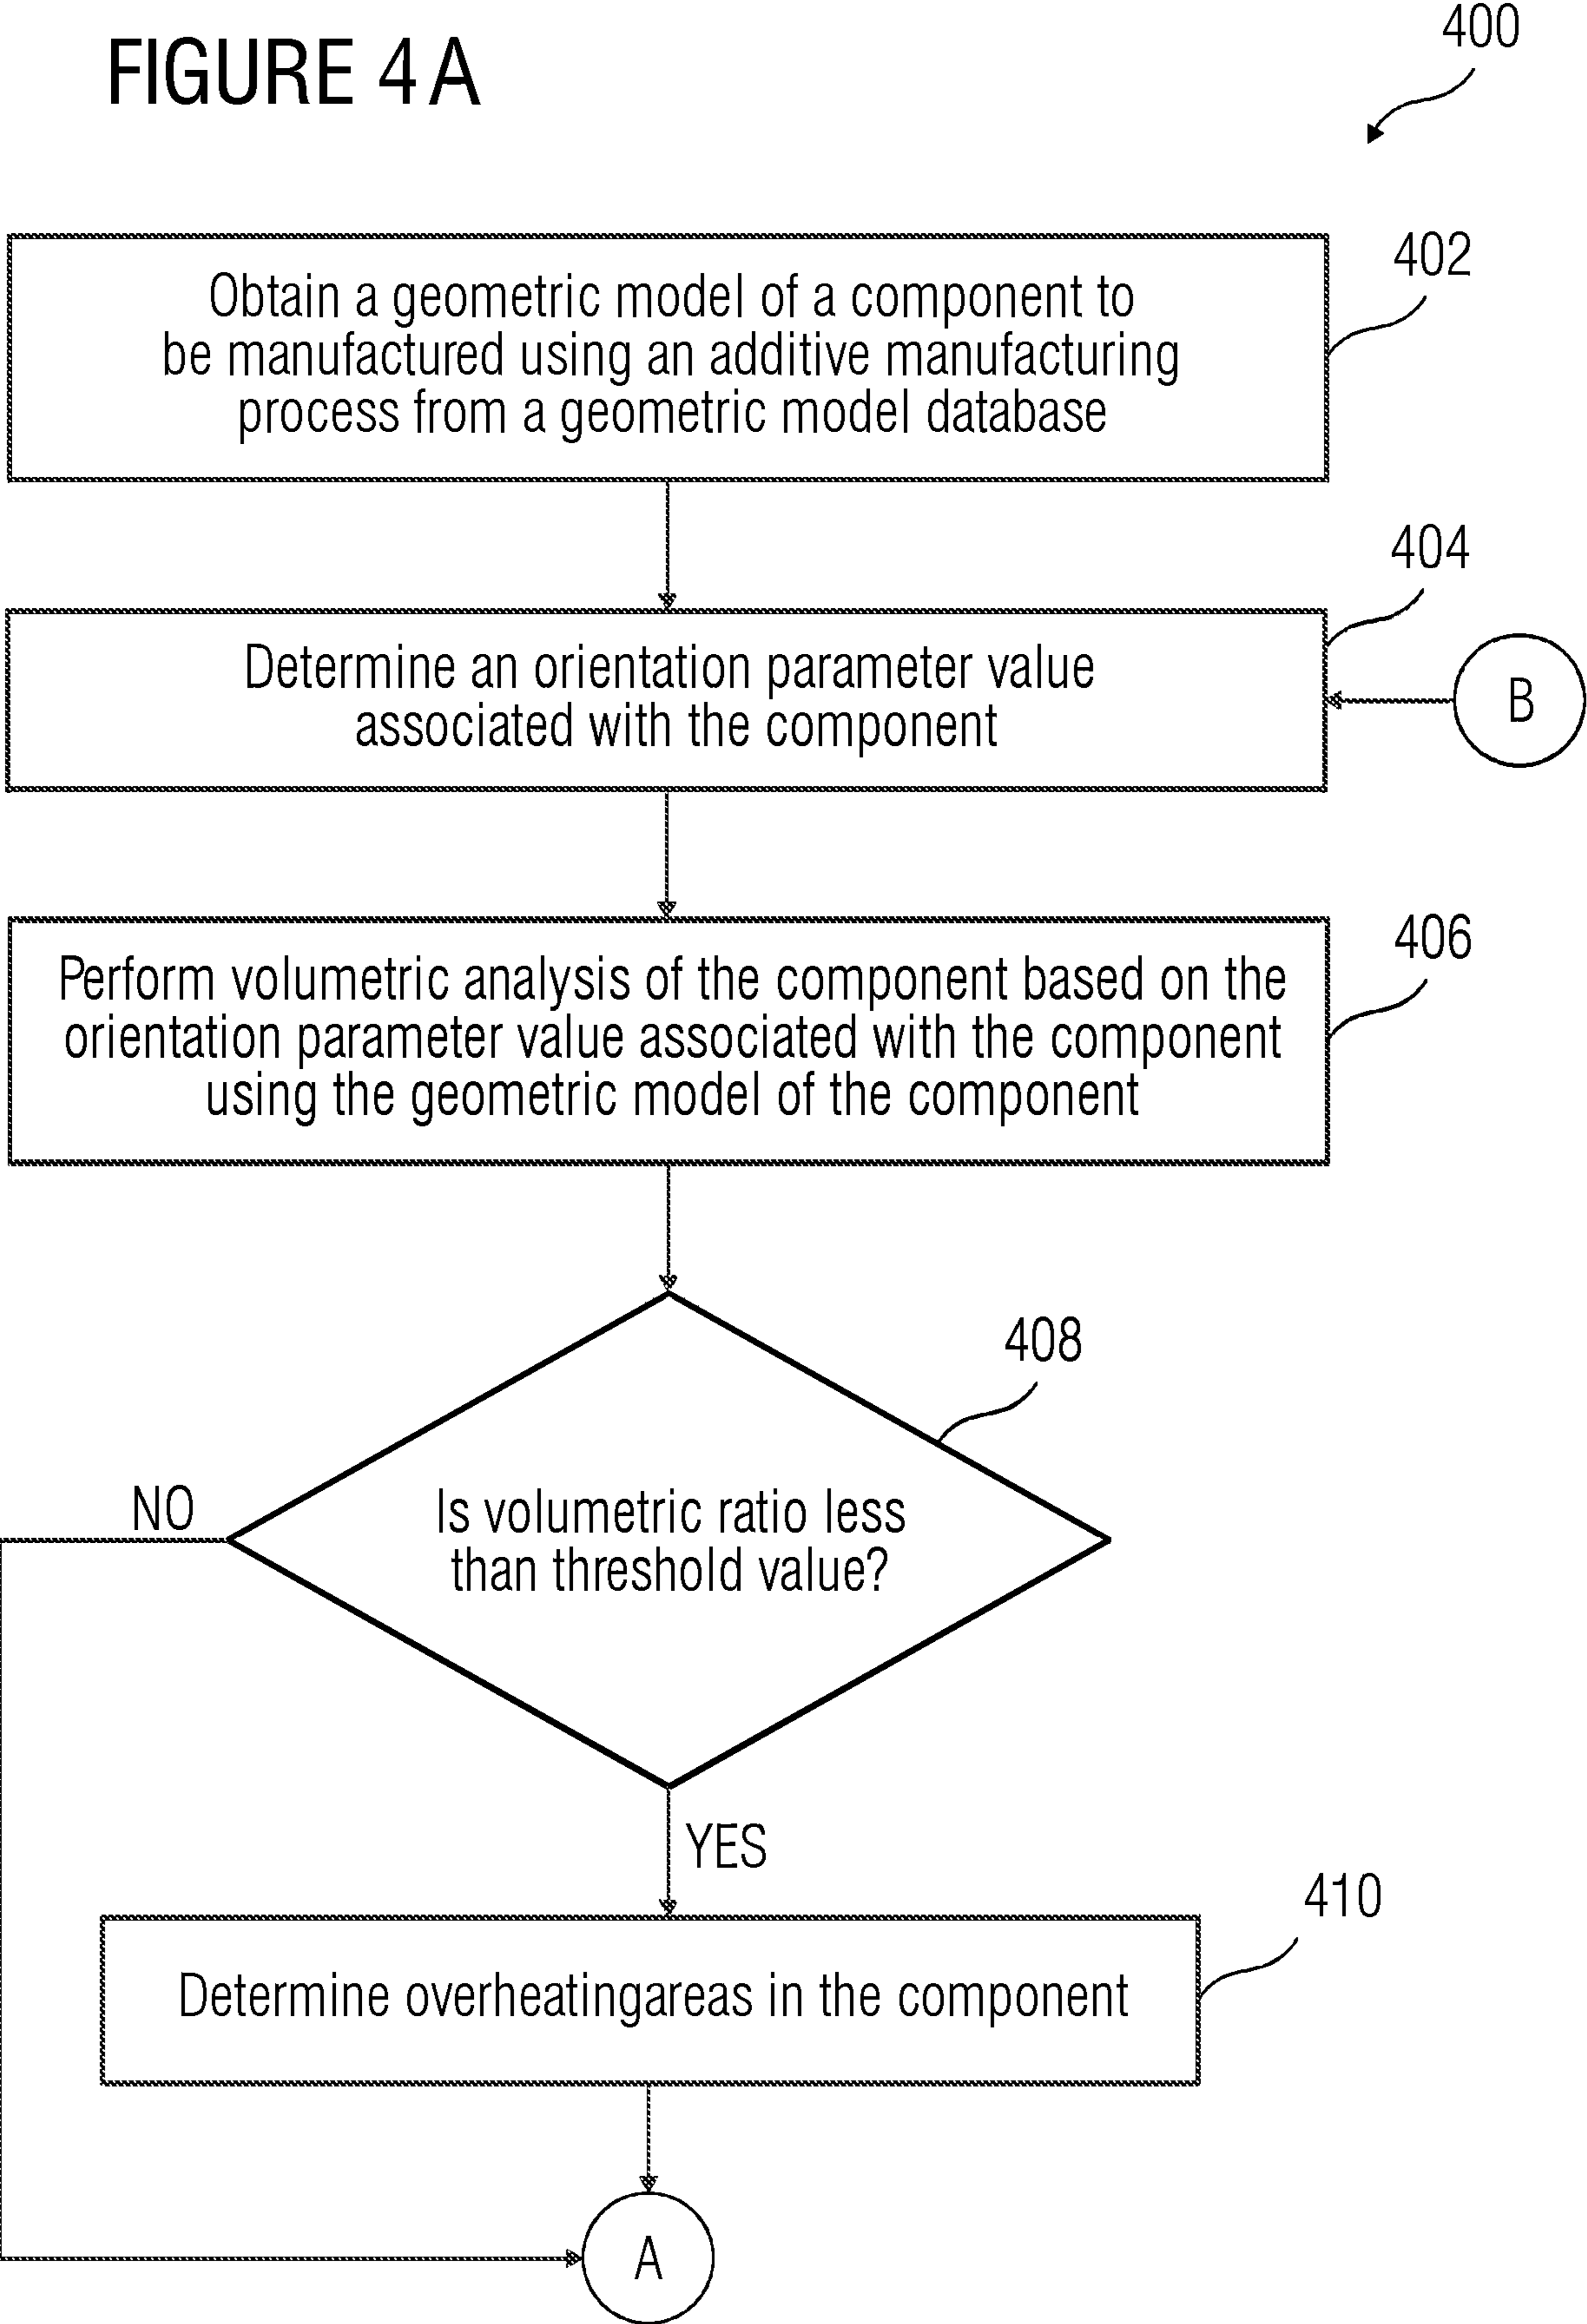 FIGURE 4A
400
402
Obtain a geometric model of a component to
be manufactured using an additive manufacturing
process from a geometric model database
404
Determine an orientation parameter value
associated with the component
B
406
Perform volumetric analysis of the component based on the
orientation parameter value associated with the component
using the geometric model of the component
408
NO
Is volumetric ratio less
than threshold value?
YES
410
Determine overheatingareas in the component
A